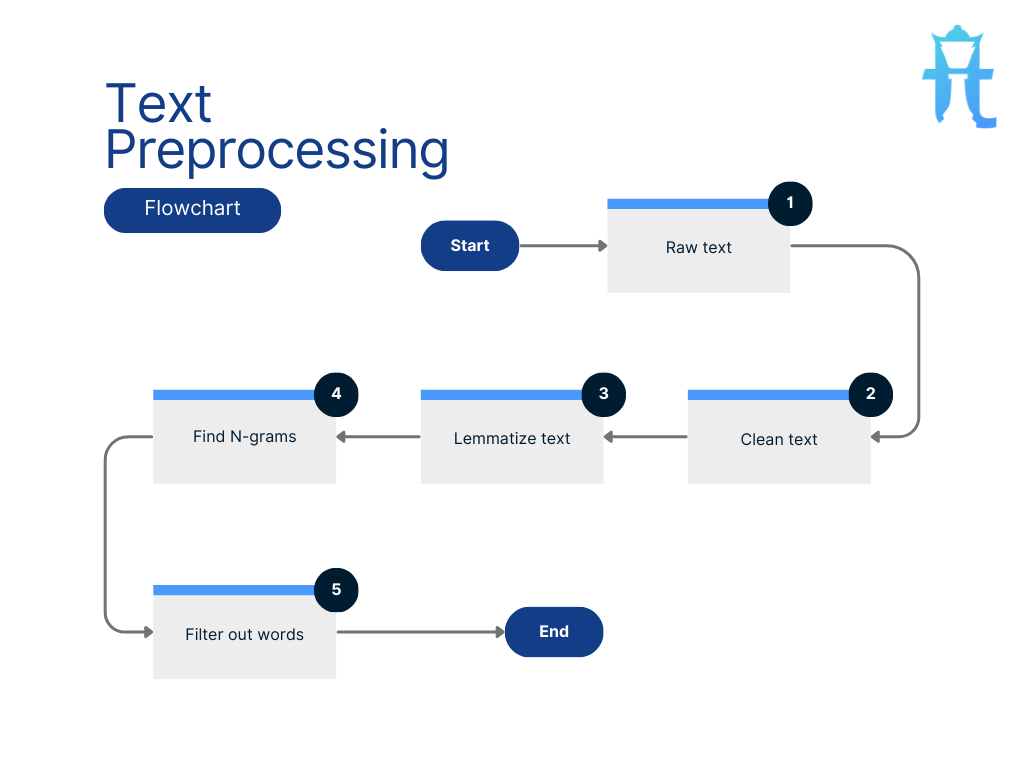 Text
Preprocessing
Flowchart
Start
1
Raw text
2
Clean text
3
Lemmatize text
4
Find N-grams
5
Filter out words
End